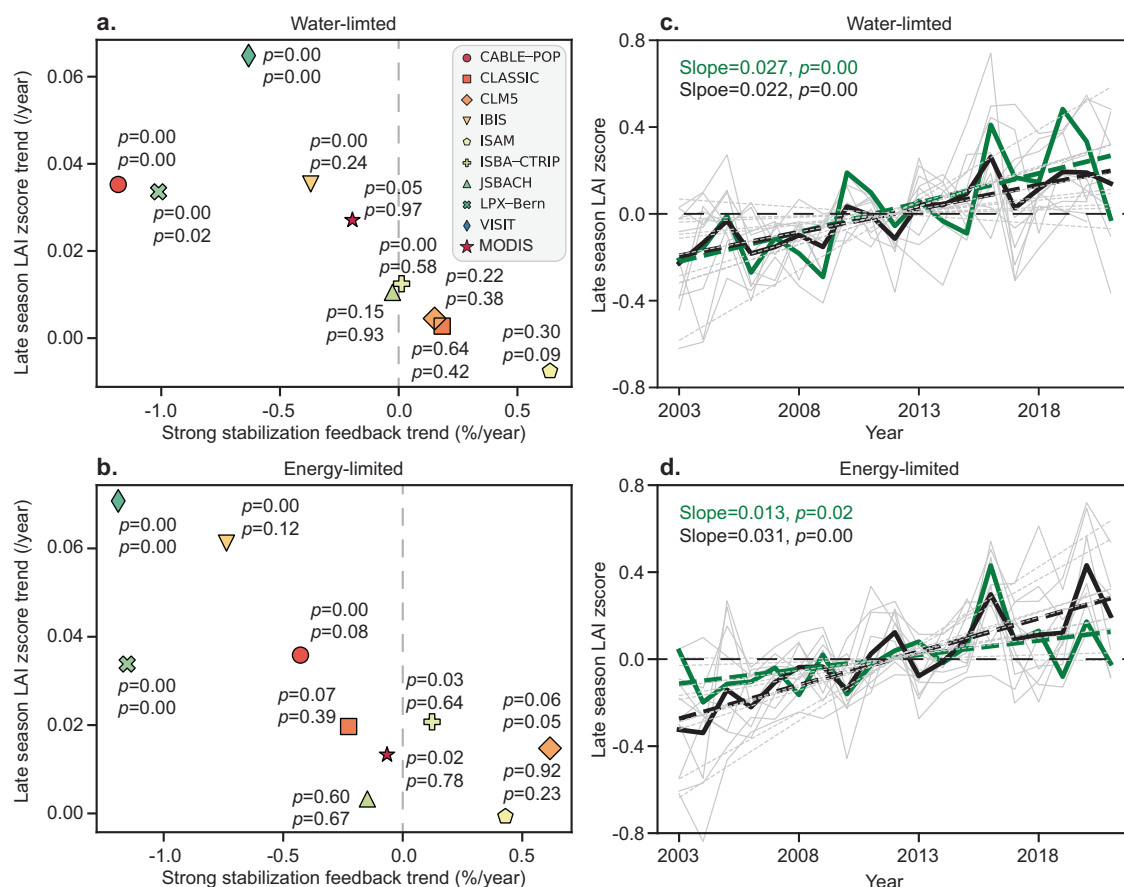 a.
Water-limted
Late season LAI zscore trend (/year)
0.06
0.04
0.02
0.00
p=0.00
p=0.00
p=0.00
p=0.00
p=0.00
p=0.02
p=0.00
p=0.24
p=0.05
p=0.97
p=0.00
p=0.58
p=0.15
p=0.93
p=0.22
p=0.38
p=0.64
p=0.42
p=0.30
p=0.09
CABLE–POP
CLASSIC
CLM5
IBIS
ISAM
ISBA–CTRIP
JSBACH
LPX–Bern
VISIT
MODIS
-1.0 -0.5 0.0 0.5
Strong stabilization feedback trend (%/year)
c.
Water-limited
Late season LAI zscore
0.8
0.4
0.0
-0.4
-0.8
Slope=0.027, p=0.00
Slpoe=0.022, p=0.00
2003 2008 2013 2018
Year
b.
Energy-limited
Late season LAI zscore trend (/year)
0.06
0.04
0.02
0.00
p=0.00
p=0.00
p=0.00
p=0.12
p=0.00
p=0.00
p=0.00
p=0.08
p=0.07
p=0.39
p=0.03
p=0.64
p=0.02
p=0.78
p=0.06
p=0.05
p=0.92
p=0.23
p=0.60
p=0.67
-1.0 -0.5 0.0 0.5
Strong stabilization feedback trend (%/year)
d.
Energy-limited
Late season LAI zscore
0.8
0.4
0.0
-0.4
-0.8
Slope=0.013, p=0.02
Slope=0.031, p=0.00
2003 2008 2013 2018
Year